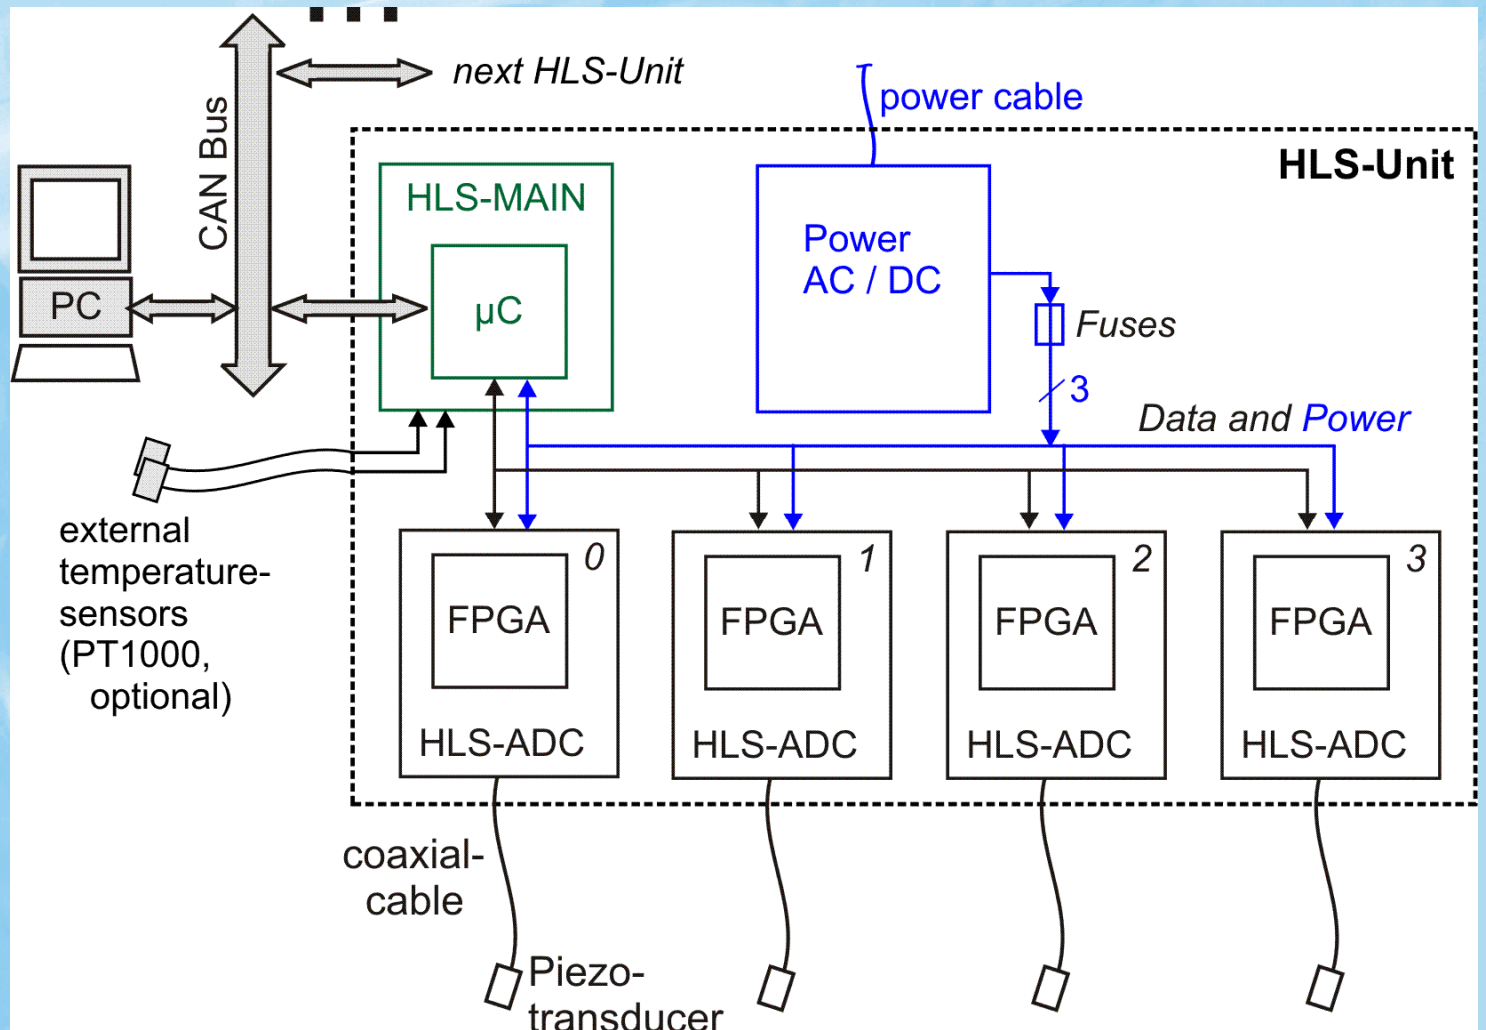 next HLS-Unit
power cable
CAN Bus
HLS-Unit
HLS-MAIN
Power
AC / DC
PC
µC
Fuses
3
Data and Power
external
temperature-
sensors
(PT1000,
optional)
0
FPGA
HLS-ADC
1
FPGA
HLS-ADC
2
FPGA
HLS-ADC
3
FPGA
HLS-ADC
coaxial-
cable
Piezo-
transducer